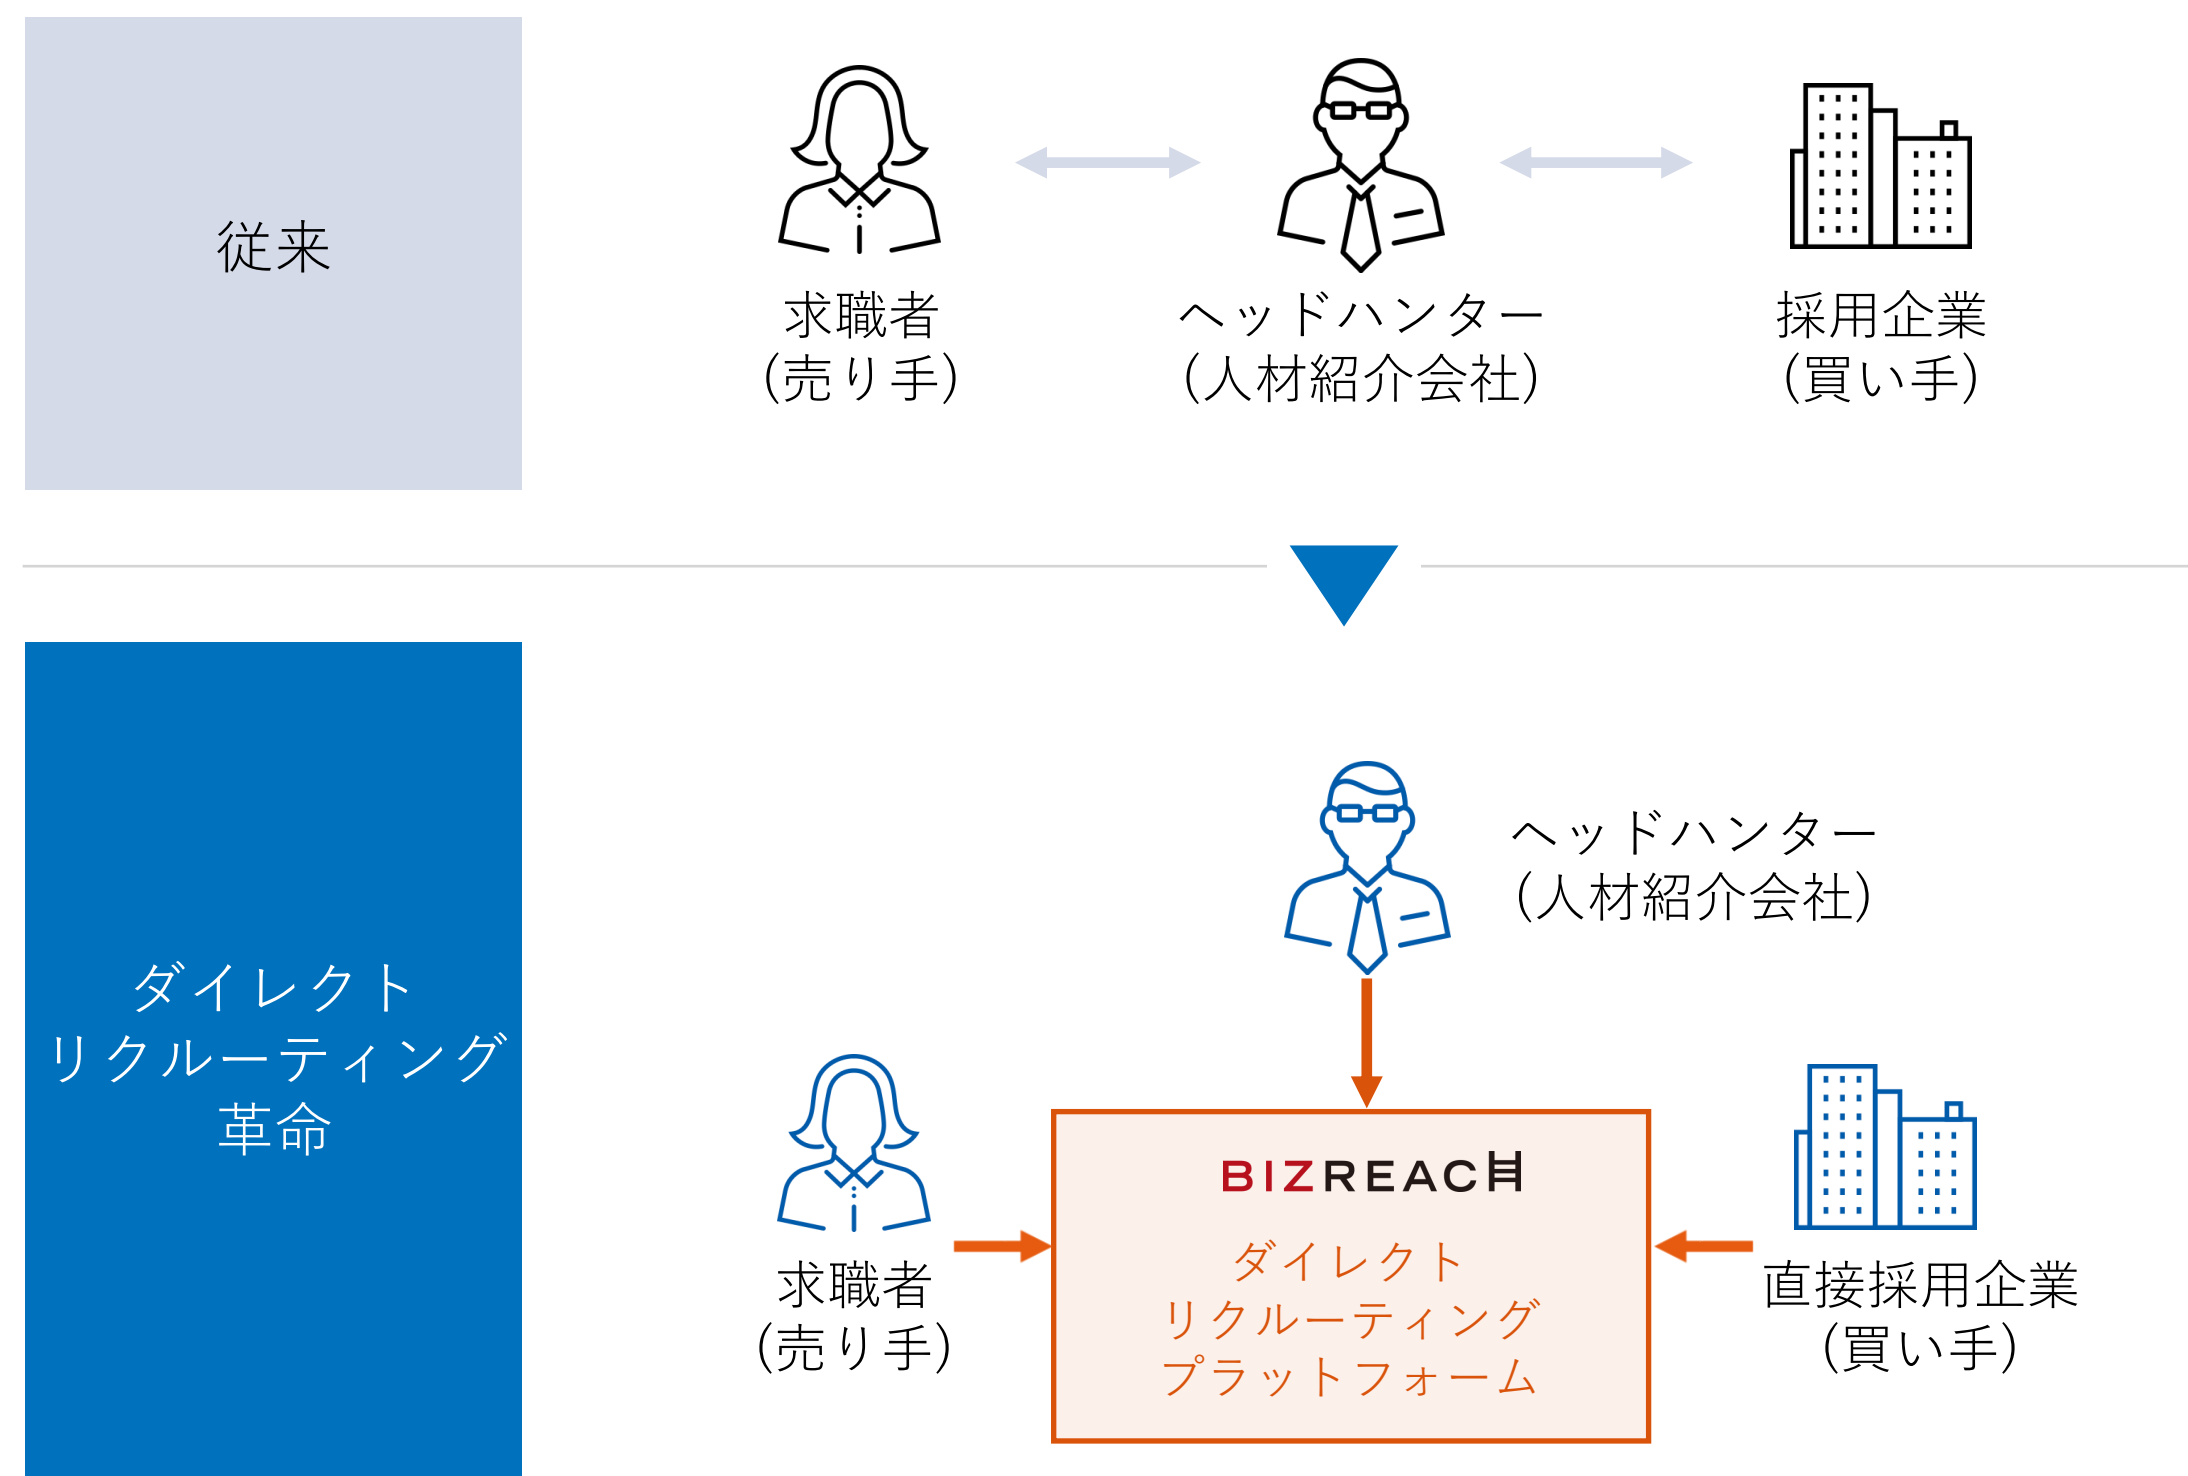 従来
求職者
(売り手)
ヘッドハンター
(人材紹介会社)
採用企業
(買い手)
ダイレクト
リクルーティング
革命
ヘッドハンター
(人材紹介会社)
求職者
(売り手)
BIZREACH
ダイレクト
リクルーティング
プラットフォーム
直接採用企業
(買い手)